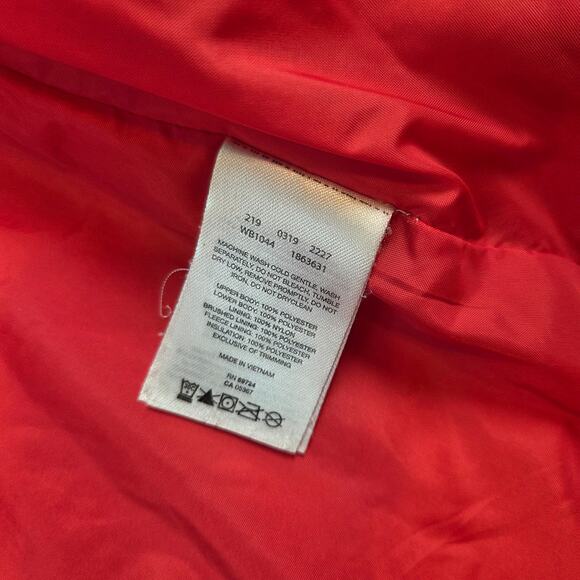 219 0319 2227
WB1044 1863631
MACHINE WASH COLD GENTLE, WASH
SEPARATELY, DO NOT BLEACH, TUMBLE
DRY LOW, REMOVE PROMPTLY, DO NOT
IRON, DO NOT DRYCLEAN
UPPER BODY: 100% POLYESTER
LOWER BODY: 100% NYLON
LINING: 100% POLYESTER
BRUSHED LINING: 100% POLYESTER
FLEECE LINING: 100% POLYESTER
INSULATION: 100% POLYESTER
EXCLUSIVE OF TRIMMING
MADE IN VIETNAM
RN 69724
CA 05367